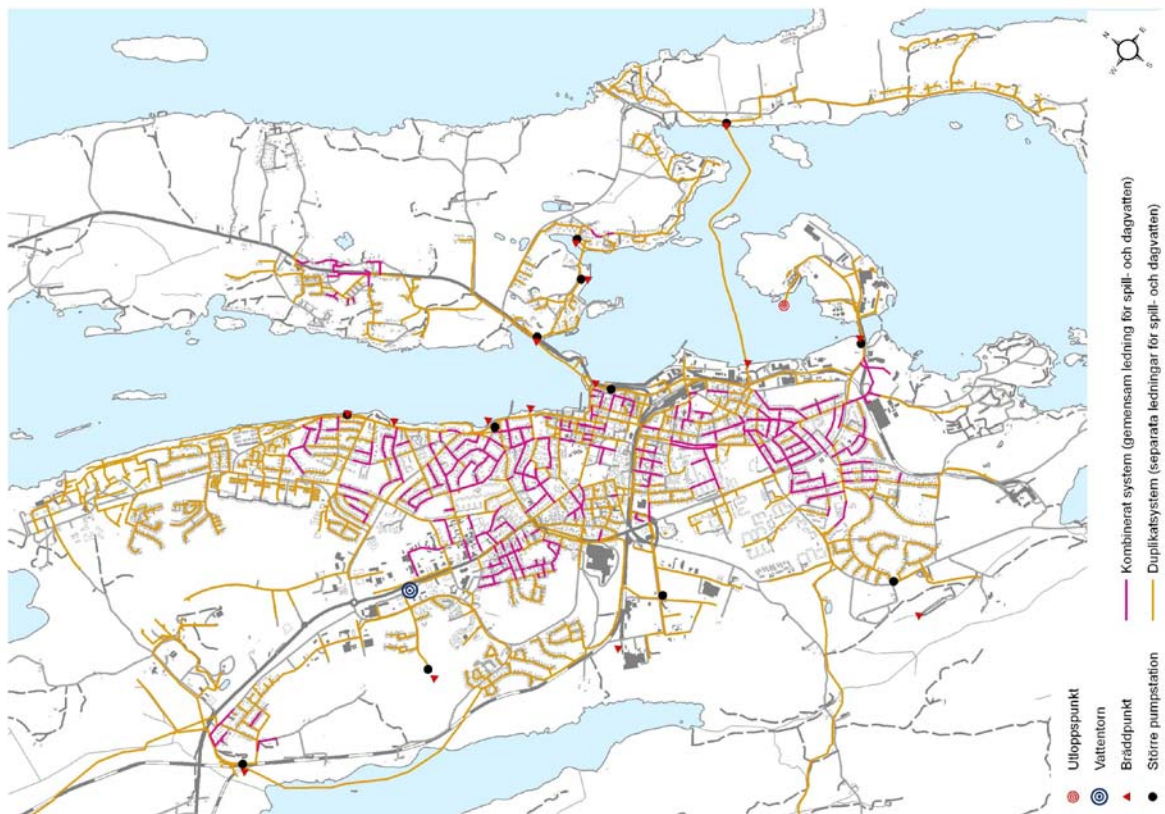 N
W
E
S
Utloppspunkt
Vattentorn
Bräddpunkt
Större pumpstation
Kombinerat system (gemensam ledning för spill- och dagvatten)
Duplikatsystem (separata ledningar för spill- och dagvatten)